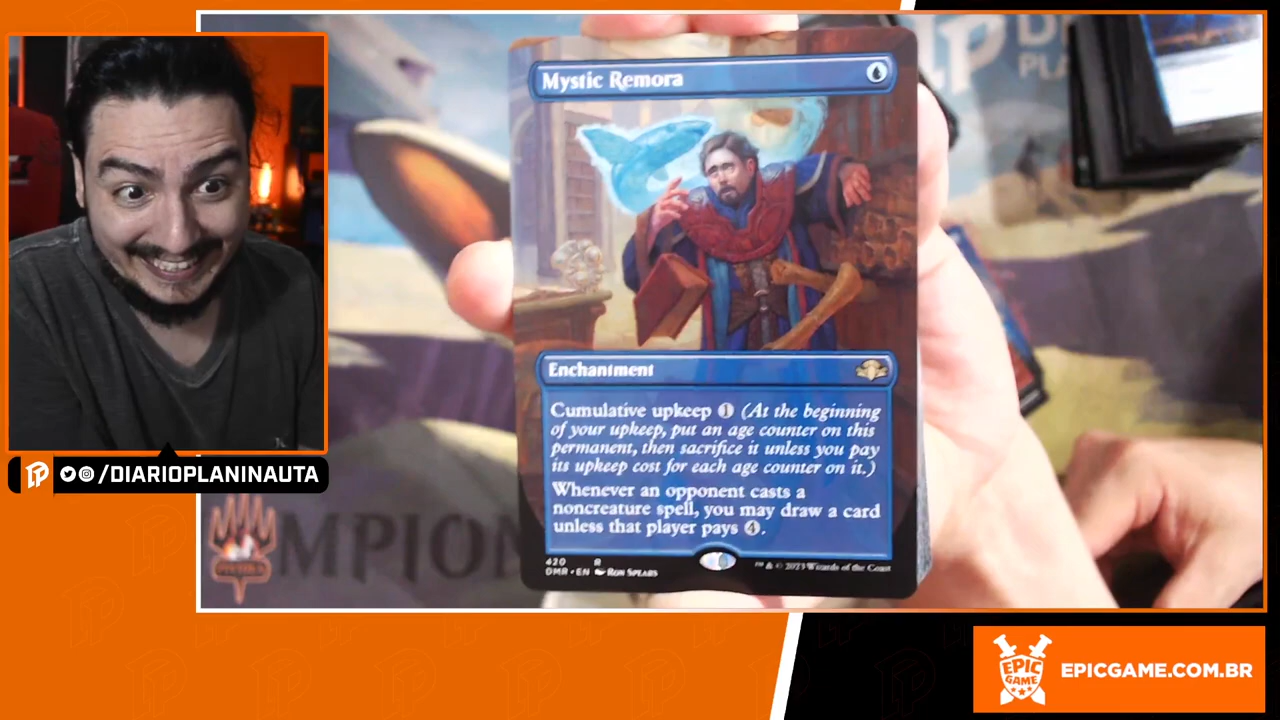 Mystic Remora
Enchantment
Cumulative upkeep 1 (At the beginning
of your upkeep, put an age counter on this
permanent, then sacrifice it unless you pay
its upkeep cost for each age counter on it.)
Whenever an opponent casts a
noncreature spell, you may draw a card
unless that player pays 4.
420 R
DMR • EN Ron Spears
™ & © 2023 Wizards of the Coast
/DIARIOPLANINAUTA
MPION
EPIC
GAME
EPICGAME.COM.BR